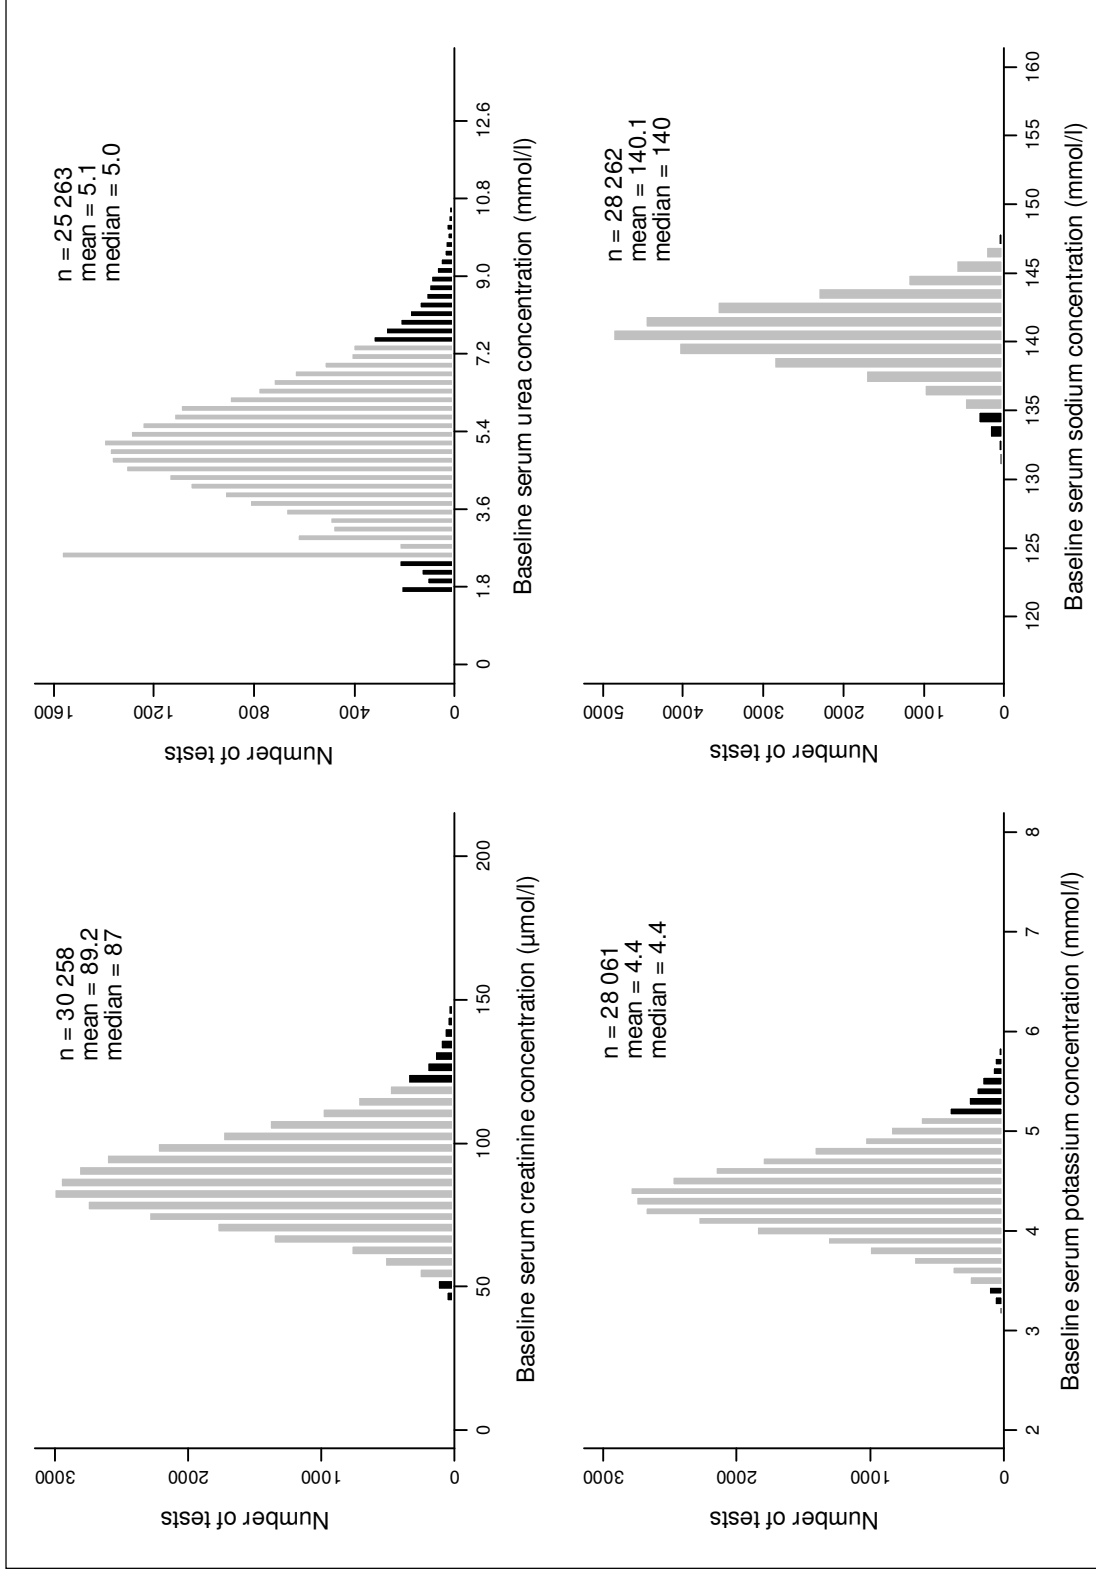 n = 30 258
mean = 89.2
median = 87
Number of tests
3000
2000
1000
0
0 50 100 150 200
Baseline serum creatinine concentration (µmol/l)
n = 25 263
mean = 5.1
median = 5.0
Number of tests
1600
1200
800
400
0
0 1.8 3.6 5.4 7.2 9.0 10.8 12.6
Baseline serum urea concentration (mmol/l)
n = 28 061
mean = 4.4
median = 4.4
Number of tests
3000
2000
1000
0
2 3 4 5 6 7 8
Baseline serum potassium concentration (mmol/l)
n = 28 262
mean = 140.1
median = 140
Number of tests
5000
4000
3000
2000
1000
0
120 125 130 135 140 145 150 155 160
Baseline serum sodium concentration (mmol/l)